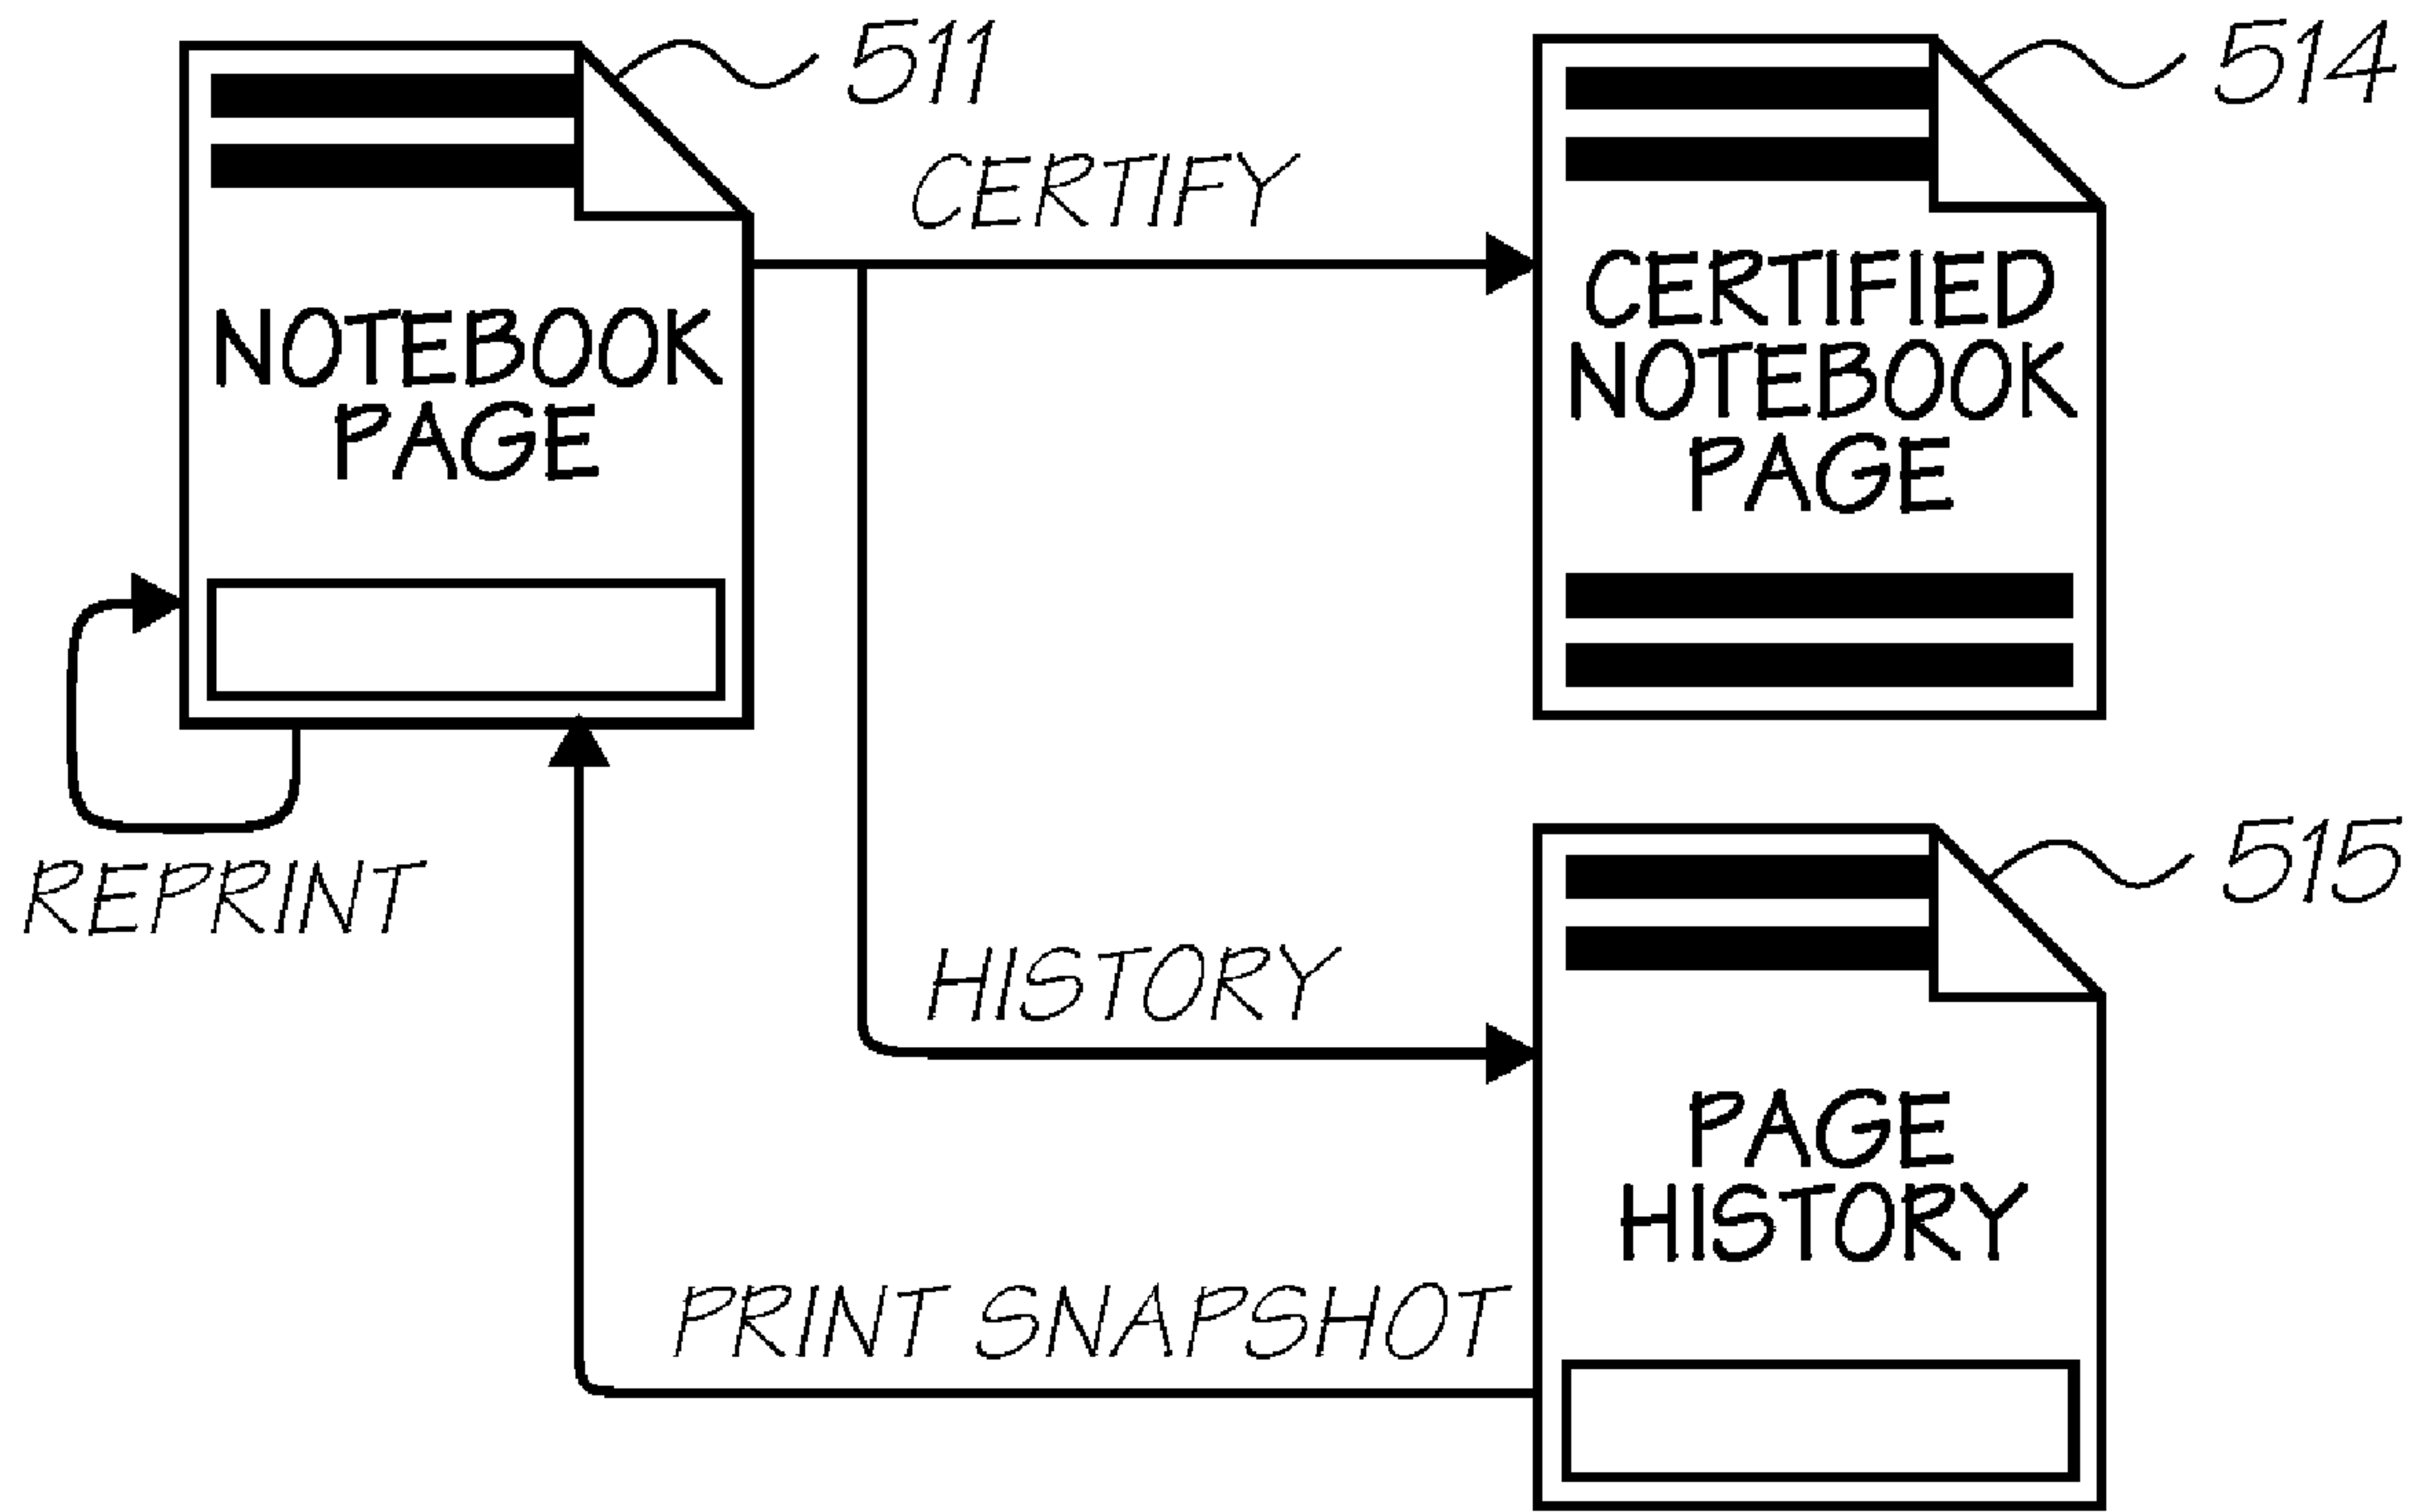 511
514
CERTIFY
NOTEBOOK
PAGE
CERTIFIED
NOTEBOOK
PAGE
REPRINT
515
HISTORY
PAGE
HISTORY
PRINT SNAPSHOT